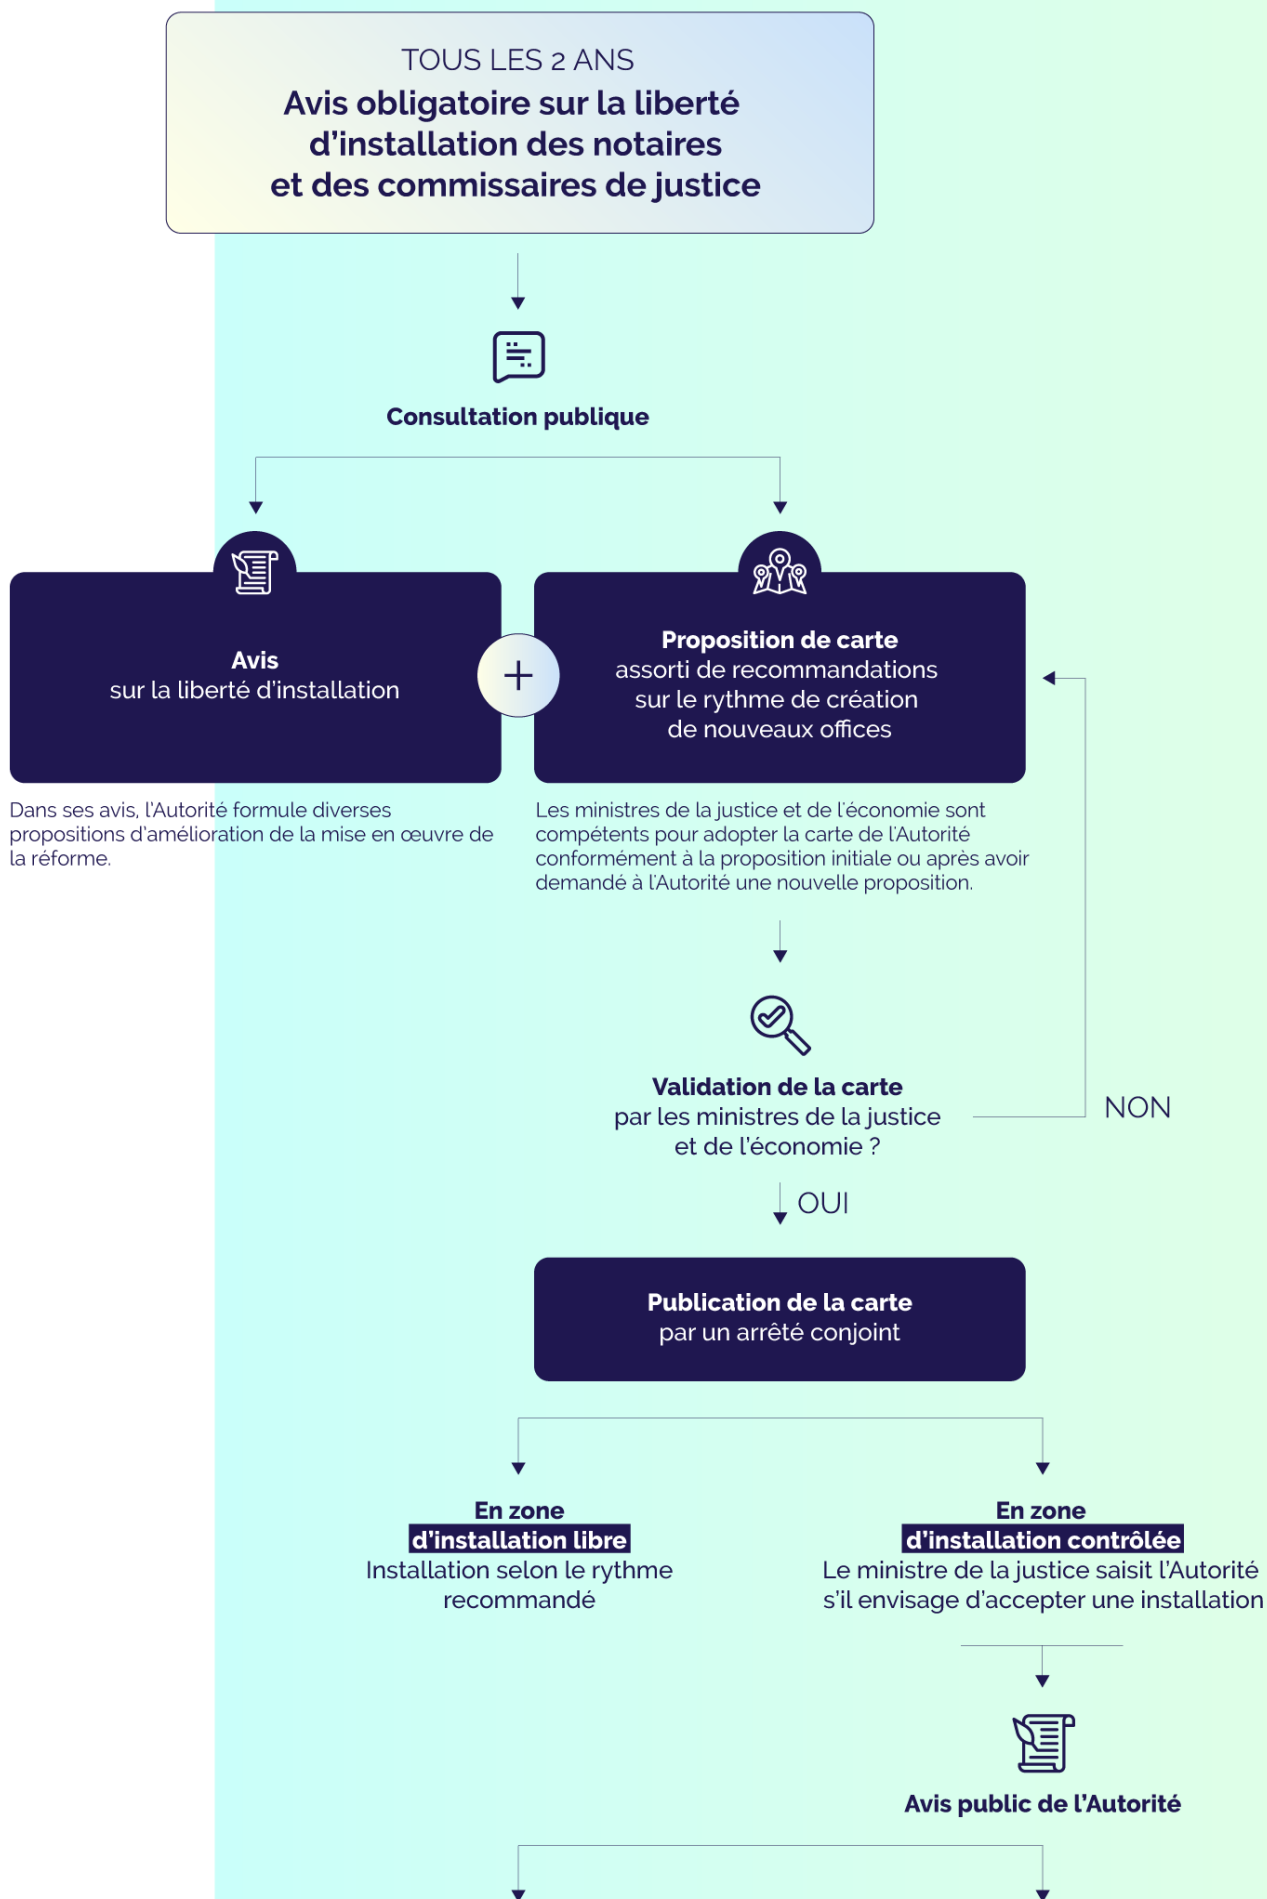 TOUS LES 2 ANS
Avis obligatoire sur la liberté
d’installation des notaires
et des commissaires de justice
Consultation publique
Avis
sur la liberté d’installation
+
Proposition de carte
assorti de recommandations
sur le rythme de création
de nouveaux offices
Dans ses avis, l’Autorité formule diverses
propositions d’amélioration de la mise en œuvre de
la réforme.
Les ministres de la justice et de l’économie sont
compétents pour adopter la carte de l’Autorité
conformément à la proposition initiale ou après avoir
demandé à l’Autorité une nouvelle proposition.
Validation de la carte
par les ministres de la justice
et de l’économie ?
NON
OUI
Publication de la carte
par un arrêté conjoint
En zone
d’installation libre
Installation selon le rythme
recommandé
En zone
d’installation contrôlée
Le ministre de la justice saisit l’Autorité
s’il envisage d’accepter une installation
Avis public de l’Autorité